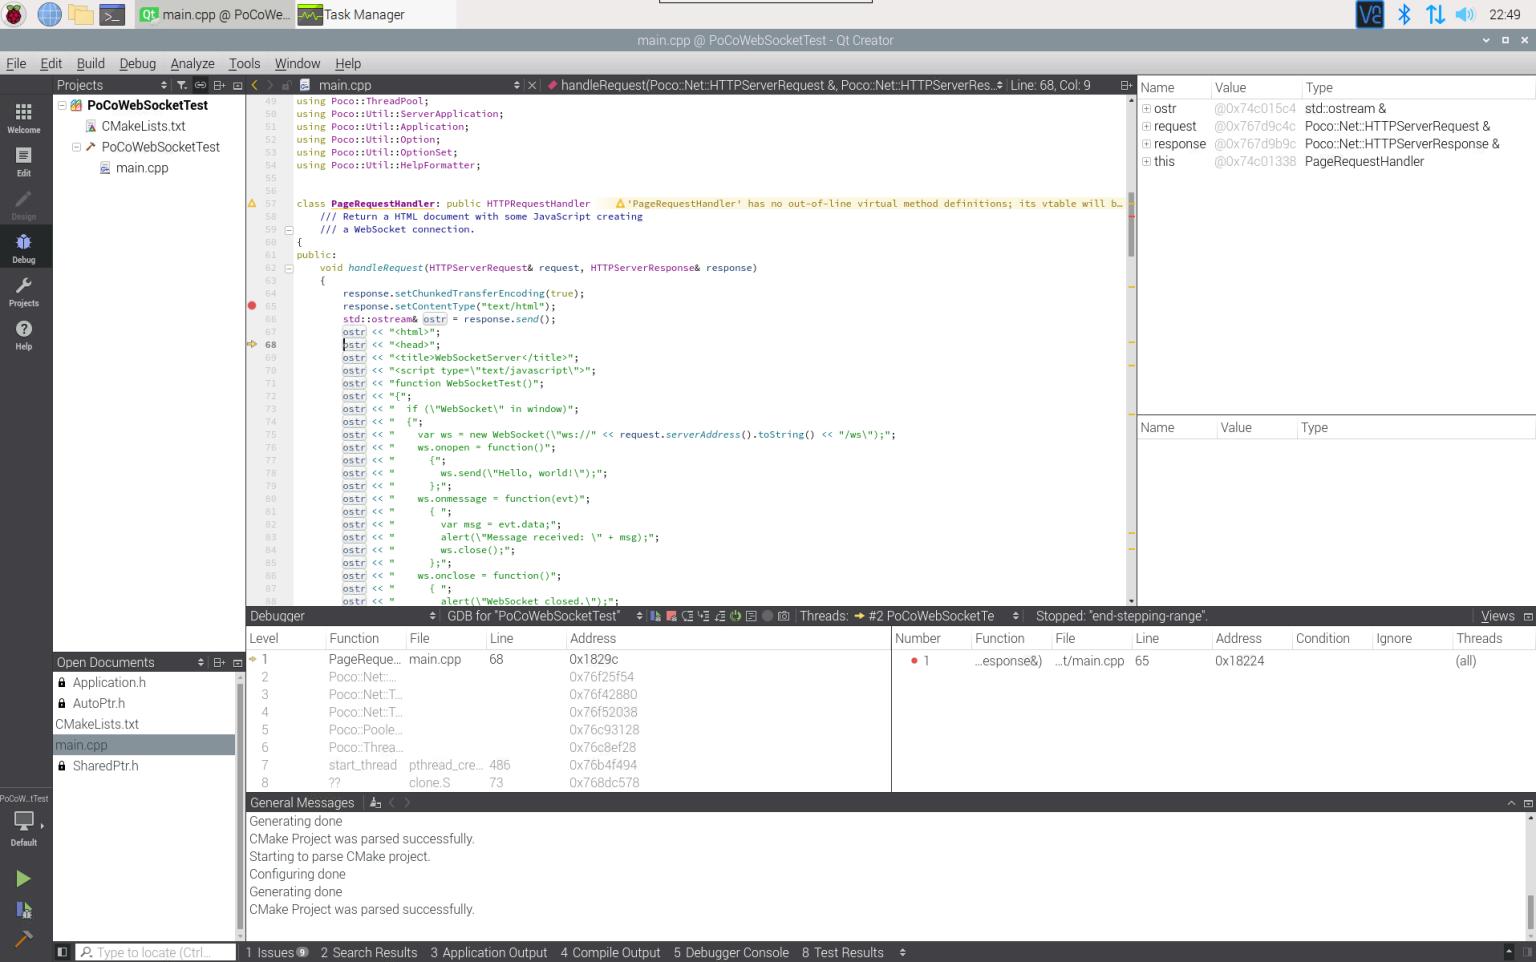 main.cpp @ PoCoWe...
Task Manager
22:49
main.cpp @ PoCoWebSocketTest - Qt Creator
File Edit Build Debug Analyze Tools Window Help
Projects
main.cpp
handleRequest(Poco::Net::HTTPServerRequest &, Poco::Net::HTTPServerRes...
Line: 68, Col: 9
Welcome
Edit
Design
Debug
Projects
Help
PoCoWebSocketTest
CMakeLists.txt
PoCoWebSocketTest
main.cpp
49 using Poco::ThreadPool;
50 using Poco::Util::ServerApplication;
51 using Poco::Util::Application;
52 using Poco::Util::Option;
53 using Poco::Util::OptionSet;
54 using Poco::Util::HelpFormatter;
55
56
57 class PageRequestHandler: public HTTPRequestHandler 'PageRequestHandler' has no out-of-line virtual method definitions; its vtable will b...
58 /// Return a HTML document with some JavaScript creating
59 /// a WebSocket connection.
60 {
61 public:
62 void handleRequest(HTTPServerRequest& request, HTTPServerResponse& response)
63 {
64 response.setChunkedTransferEncoding(true);
65 response.setContentType("text/html");
66 std::ostream& ostr = response.send();
67 ostr << "<html>";
68 ostr << "<head>";
69 ostr << "<title>WebSocketServer</title>";
70 ostr << "<script type=\"text/javascript\">";
71 ostr << "function WebSocketTest()";
72 ostr << "{";
73 ostr << "  if (\"WebSocket\" in window)";
74 ostr << "  {";
75 ostr << "    var ws = new WebSocket(\"ws://" << request.serverAddress().toString() << "/ws\");";
76 ostr << "    ws.onopen = function()";
77 ostr << "      {";
78 ostr << "        ws.send(\"Hello, world!\");";
79 ostr << "      };";
80 ostr << "    ws.onmessage = function(evt)";
81 ostr << "      { ";
82 ostr << "        var msg = evt.data;";
83 ostr << "        alert(\"Message received: \" + msg);";
84 ostr << "        ws.close();";
85 ostr << "      };";
86 ostr << "    ws.onclose = function()";
87 ostr << "      { ";
88 ostr << "        alert(\"WebSocket closed.\");";
Name Value Type
ostr @0x74c015c4 std::ostream &
request @0x767d9c4c Poco::Net::HTTPServerRequest &
response @0x767d9b9c Poco::Net::HTTPServerResponse &
this @0x74c01338 PageRequestHandler
Name Value Type
Debugger
GDB for "PoCoWebSocketTest"
Threads: #2 PoCoWebSocketTe
Stopped: "end-stepping-range".
Views
Level Function File Line Address
1 PageReque... main.cpp 68 0x1829c
2 Poco::Net::... 0x76f25f54
3 Poco::Net::T... 0x76f42880
4 Poco::Net::T... 0x76f52038
5 Poco::Poole... 0x76c93128
6 Poco::Threa... 0x76c8ef28
7 start_thread pthread_cre... 486 0x76b4f494
8 ?? clone.S 73 0x768dc578
Number Function File Line Address Condition Ignore Threads
1 ...esponse&) ...t/main.cpp 65 0x18224 (all)
Open Documents
Application.h
AutoPtr.h
CMakeLists.txt
main.cpp
SharedPtr.h
PoCoW...tTest
Default
General Messages
Generating done
CMake Project was parsed successfully.
Starting to parse CMake project.
Configuring done
Generating done
CMake Project was parsed successfully.
Type to locate (Ctrl...
1 Issues 9 2 Search Results 3 Application Output 4 Compile Output 5 Debugger Console 8 Test Results